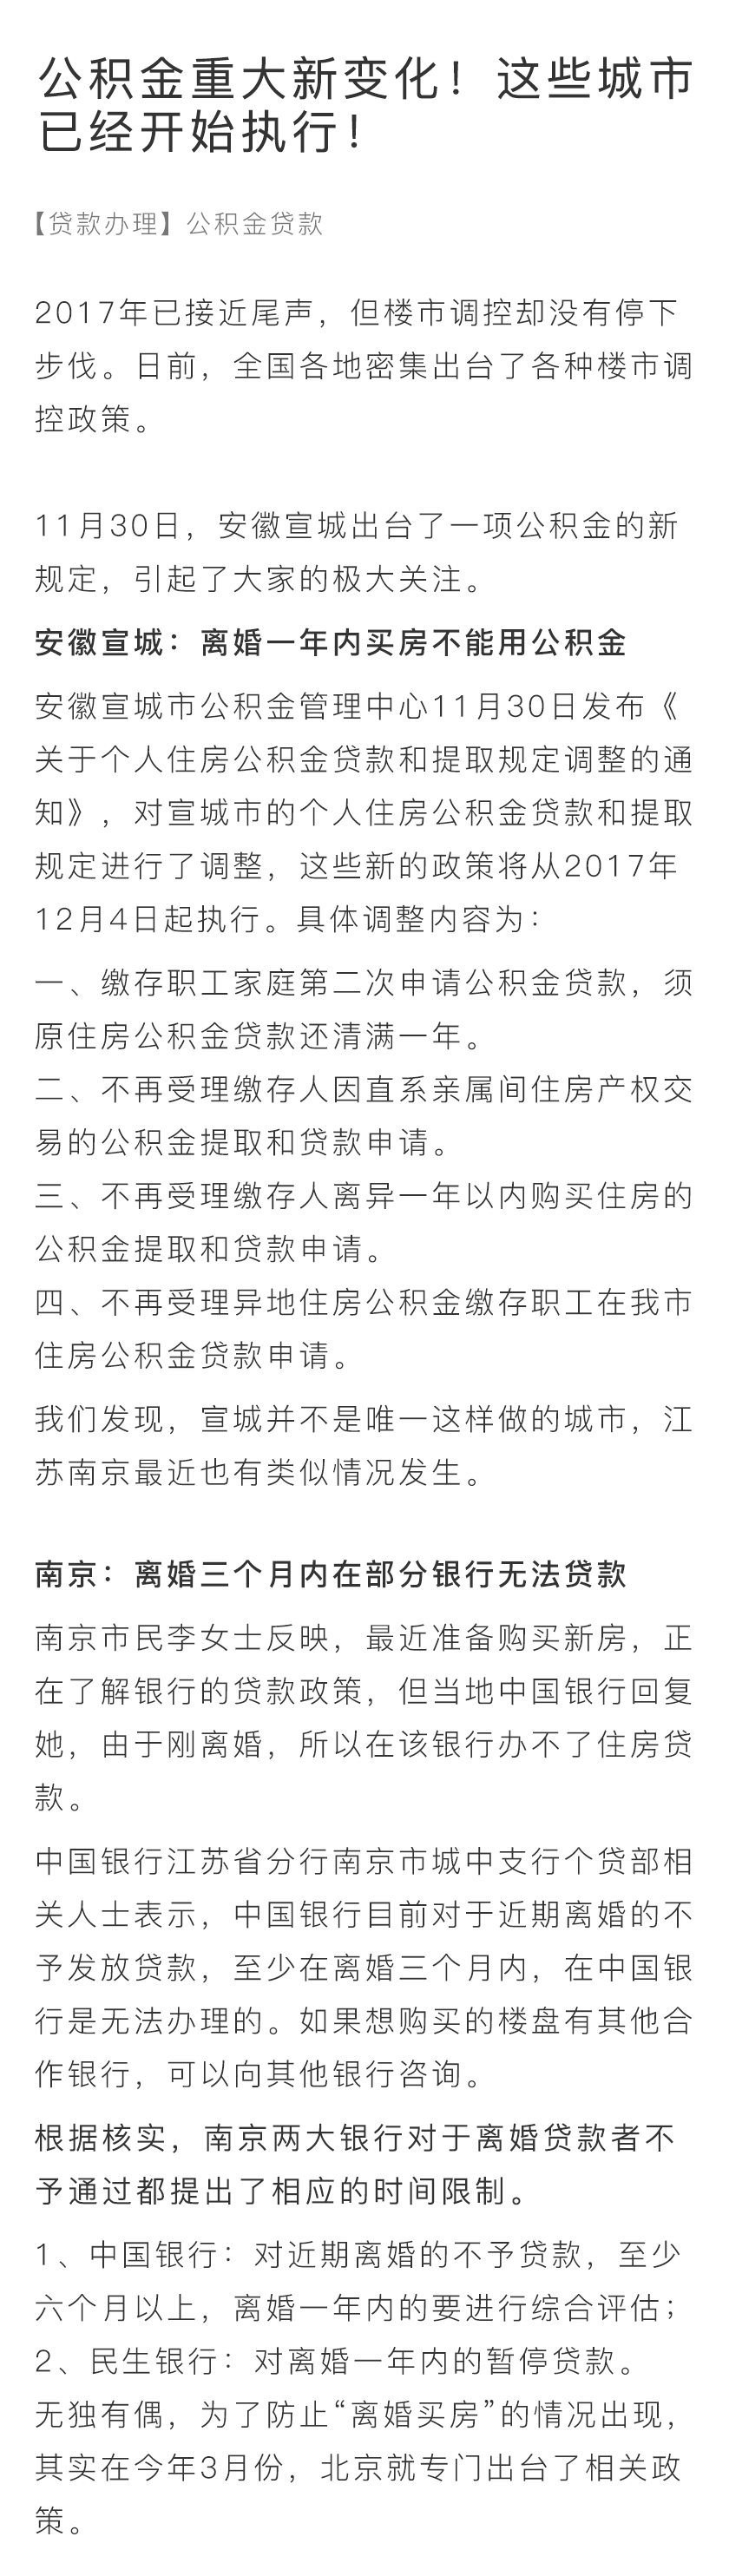 公积金重大新变化！这些城市
已经开始执行！
【贷款办理】公积金贷款
2017年已接近尾声，但楼市调控却没有停下
步伐。日前，全国各地密集出台了各种楼市调
控政策。
11月30日，安徽宣城出台了一项公积金的新
规定，引起了大家的极大关注。
安徽宣城：离婚一年内买房不能用公积金
安徽宣城市公积金管理中心11月30日发布《
关于个人住房公积金贷款和提取规定调整的通
知》，对宣城市的个人住房公积金贷款和提取
规定进行了调整，这些新的政策将从2017年
12月4日起执行。具体调整内容为：
一、缴存职工家庭第二次申请公积金贷款，须
原住房公积金贷款还清满一年。
二、不再受理缴存人因直系亲属间住房产权交
易的公积金提取和贷款申请。
三、不再受理缴存人离异一年以内购买住房的
公积金提取和贷款申请。
四、不再受理异地住房公积金缴存职工在我市
住房公积金贷款申请。
我们发现，宣城并不是唯一这样做的城市，江
苏南京最近也有类似情况发生。
南京：离婚三个月内在部分银行无法贷款
南京市民李女士反映，最近准备购买新房，正
在了解银行的贷款政策，但当地中国银行回复
她，由于刚离婚，所以在该银行办不了住房贷
款。
中国银行江苏省分行南京市城中支行个贷部相
关人士表示，中国银行目前对于近期离婚的不
予发放贷款，至少在离婚三个月内，在中国银
行是无法办理的。如果想购买的楼盘有其他合
作银行，可以向其他银行咨询。
根据核实，南京两大银行对于离婚贷款者不
予通过都提出了相应的时间限制。
1、中国银行：对近期离婚的不予贷款，至少
六个月以上，离婚一年内的要进行综合评估；
2、民生银行：对离婚一年内的暂停贷款。
无独有偶，为了防止“离婚买房”的情况出现，
其实在今年3月份，北京就专门出台了相关政
策。